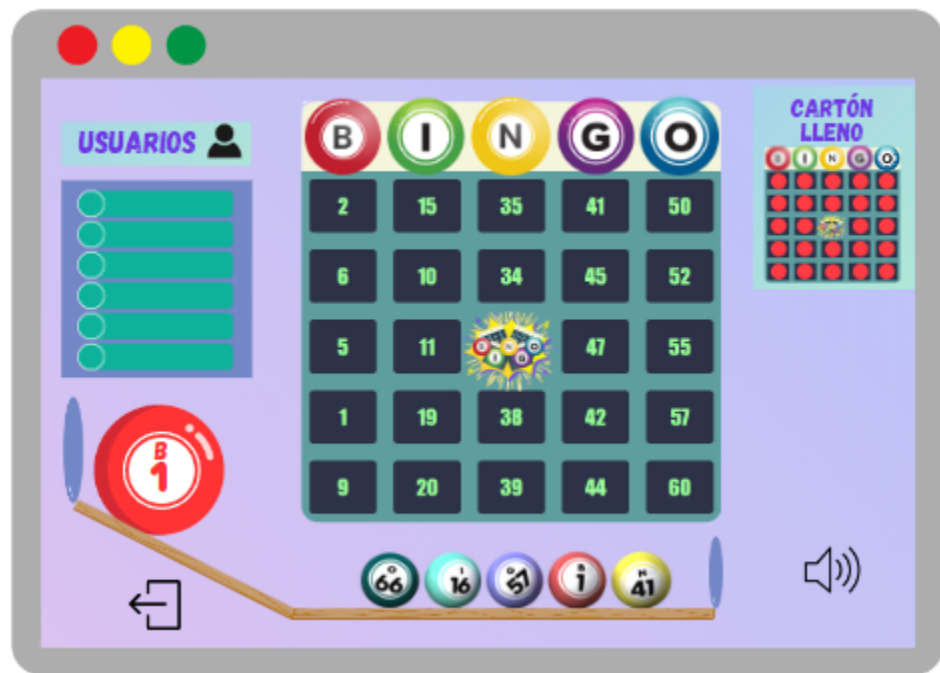 USUARIOS
B I N G O
2 15 35 41 50
6 10 34 45 52
5 11 47 55
1 19 38 42 57
9 20 39 44 60
CARTÓN
LLENO
B I N G O
B I N G O
B
1
O 66
I 16
G 57
B 1
N 41